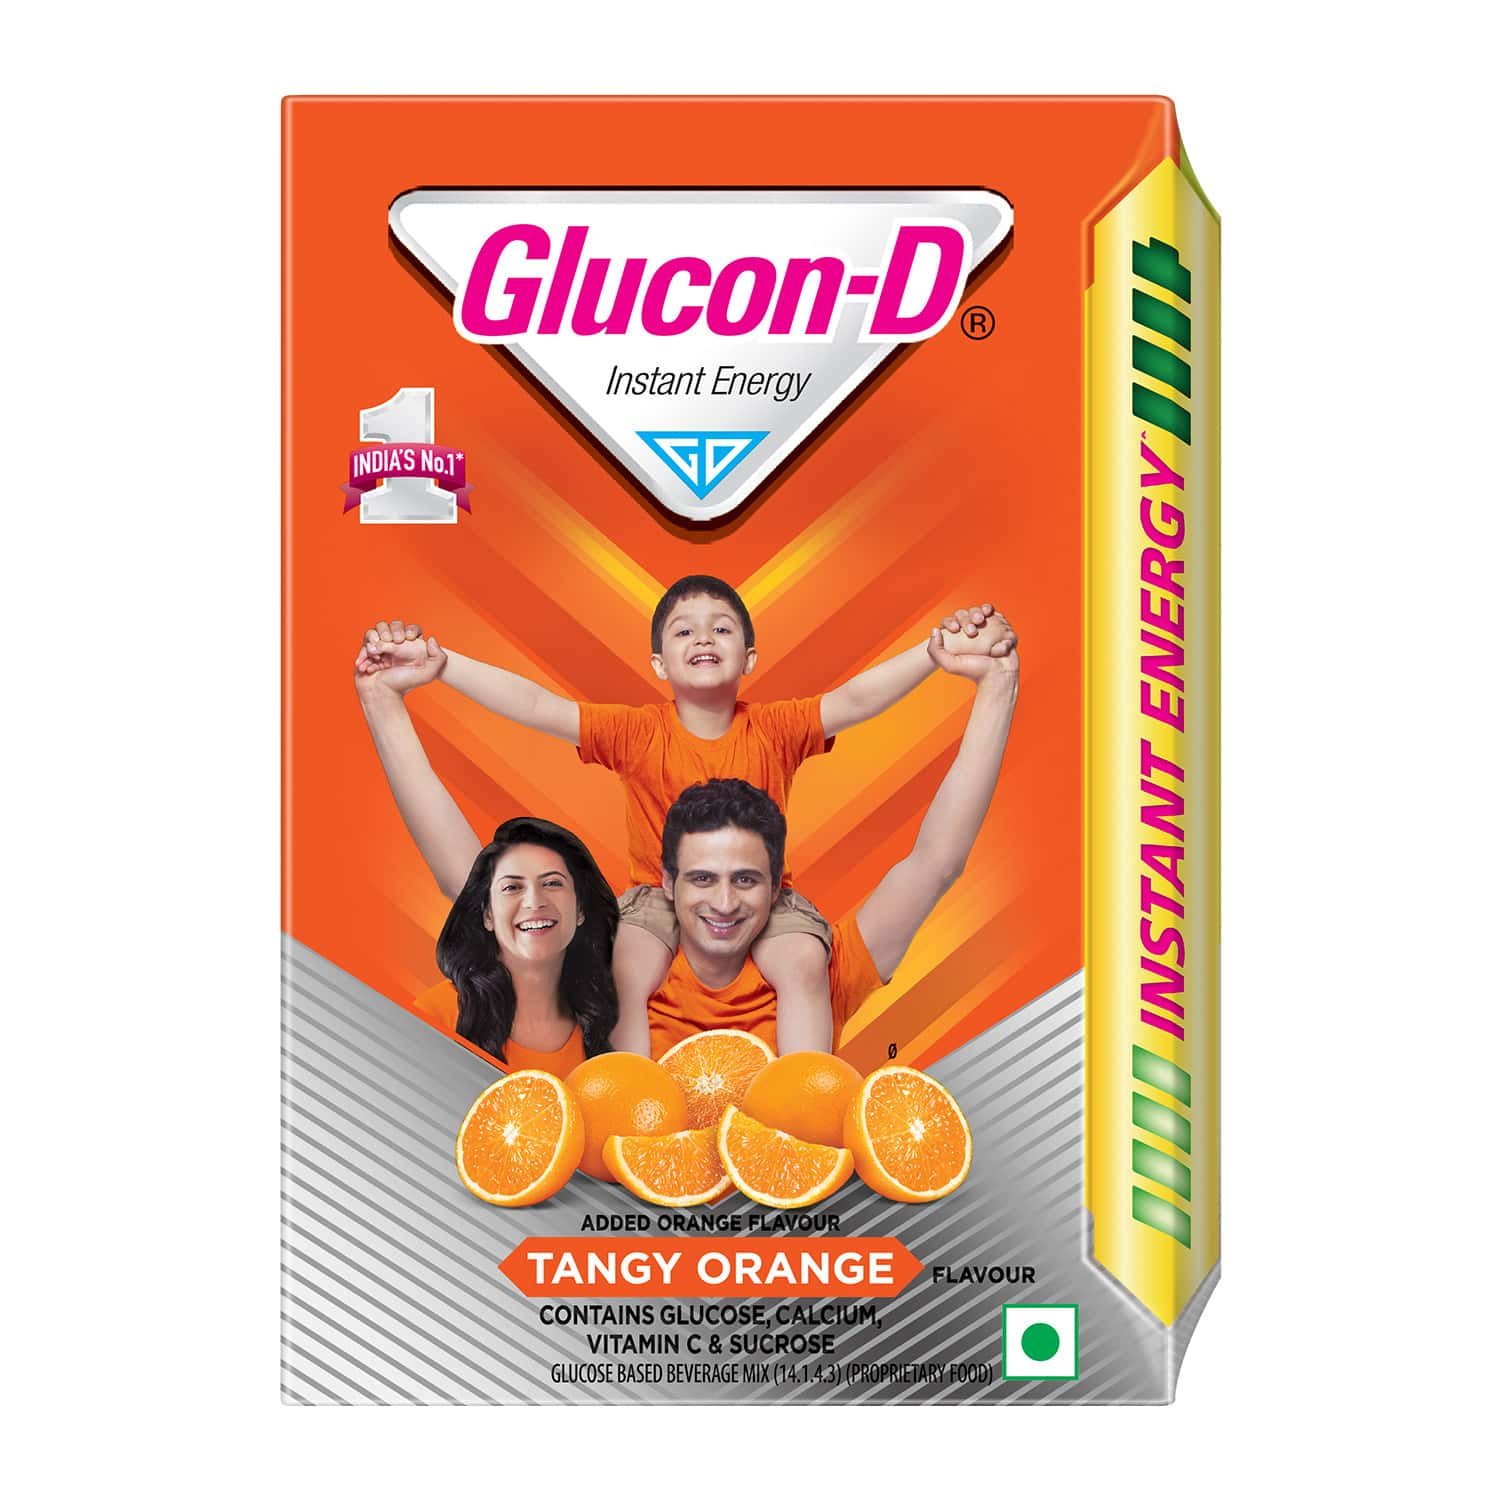 Glucon-D®
Instant Energy
GD
1
INDIA'S No.1*
Ø
ADDED ORANGE FLAVOUR
TANGY ORANGE FLAVOUR
CONTAINS GLUCOSE, CALCIUM,
VITAMIN C & SUCROSE
GLUCOSE BASED BEVERAGE MIX (14.1.4.3) (PROPRIETARY FOOD)
INSTANT ENERGY^